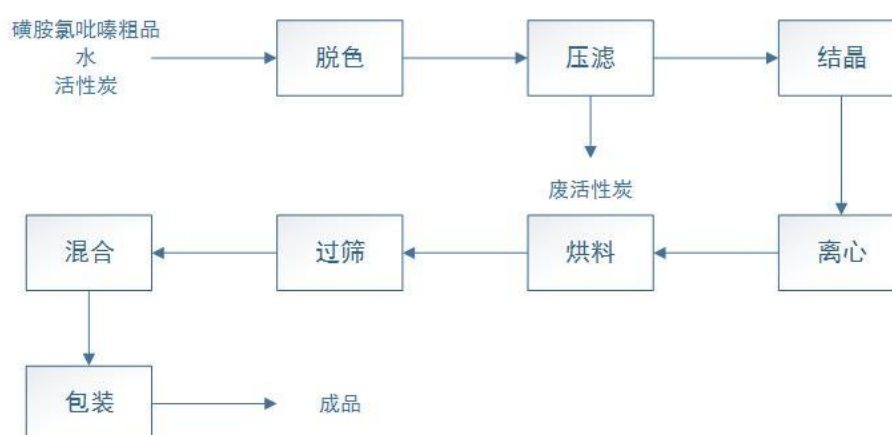 磺胺氯吡嗪粗品
水
活性炭
脱色
压滤
结晶
废活性炭
混合
过筛
烘料
离心
包装
成品